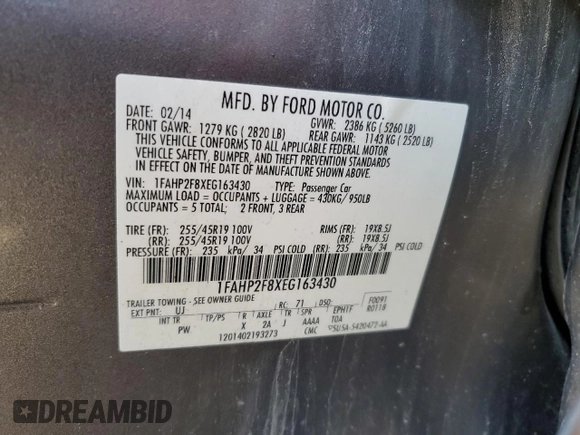 MFD. BY FORD MOTOR CO.
DATE: 02/14 GVWR: 2386 KG ( 5260 LB)
FRONT GAWR: 1279 KG ( 2820 LB) REAR GAWR: 1143 KG ( 2520 LB)
THIS VEHICLE CONFORMS TO ALL APPLICABLE FEDERAL MOTOR
VEHICLE SAFETY, BUMPER, AND THEFT PREVENTION STANDARDS
IN EFFECT ON THE DATE OF MANUFACTURE SHOWN ABOVE.
VIN: 1FAHP2F8XEG163430 TYPE: Passenger Car
MAXIMUM LOAD = OCCUPANTS + LUGGAGE = 430KG/ 950LB
OCCUPANTS = 5 TOTAL; 2 FRONT, 3 REAR
TIRE (FR): 255/45R19 100V RIMS (FR): 19X8.5J
(RR): 255/45R19 100V (RR): 19X8.5J
PRESSURE (FR): 235 kPa/ 34 PSI COLD (RR): 235 kPa/ 34 PSI COLD
1FAHP2F8XEG163430
TRAILER TOWING - SEE OWNER GUIDE
EXT PNT: UJ RC: 71 DSO: F0091
INT TR TP/PS R AXLE TR SPR EPHTF R0118
PW X 2A J AAAA TOA
1201402193273 CMC
DREAMBID